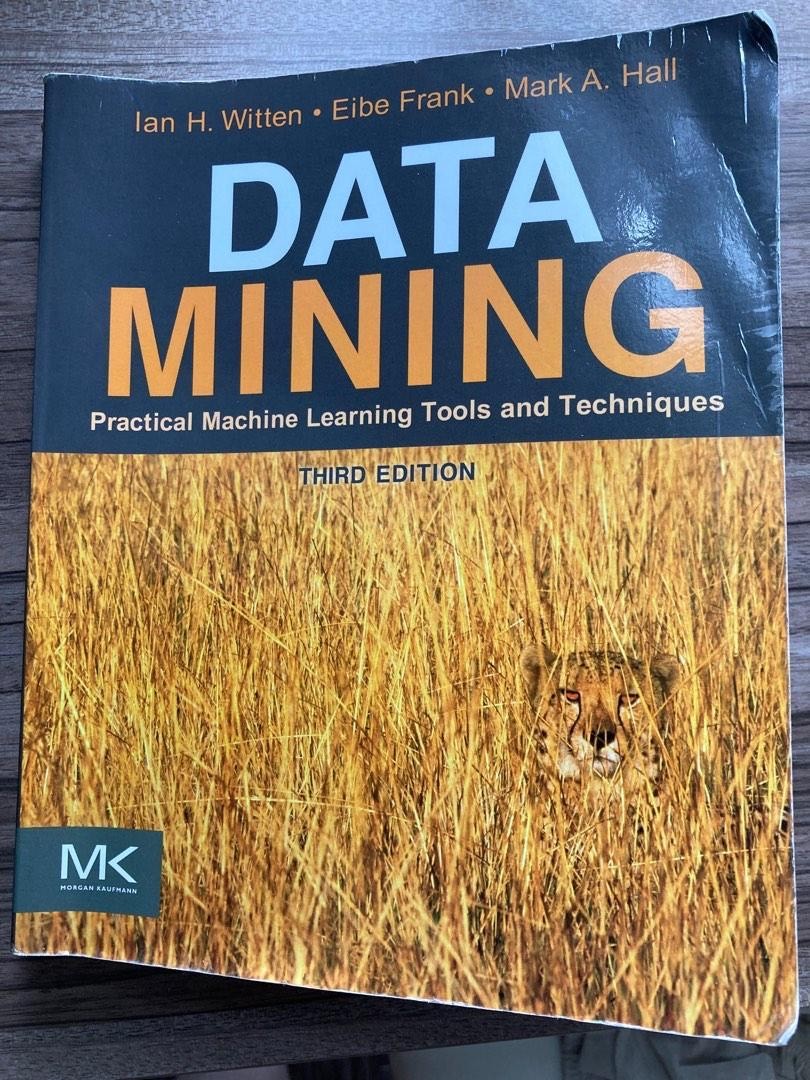 Ian H. Witten • Eibe Frank • Mark A. Hall
DATA
MINING
Practical Machine Learning Tools and Techniques
THIRD EDITION
MK
MORGAN KAUFMANN